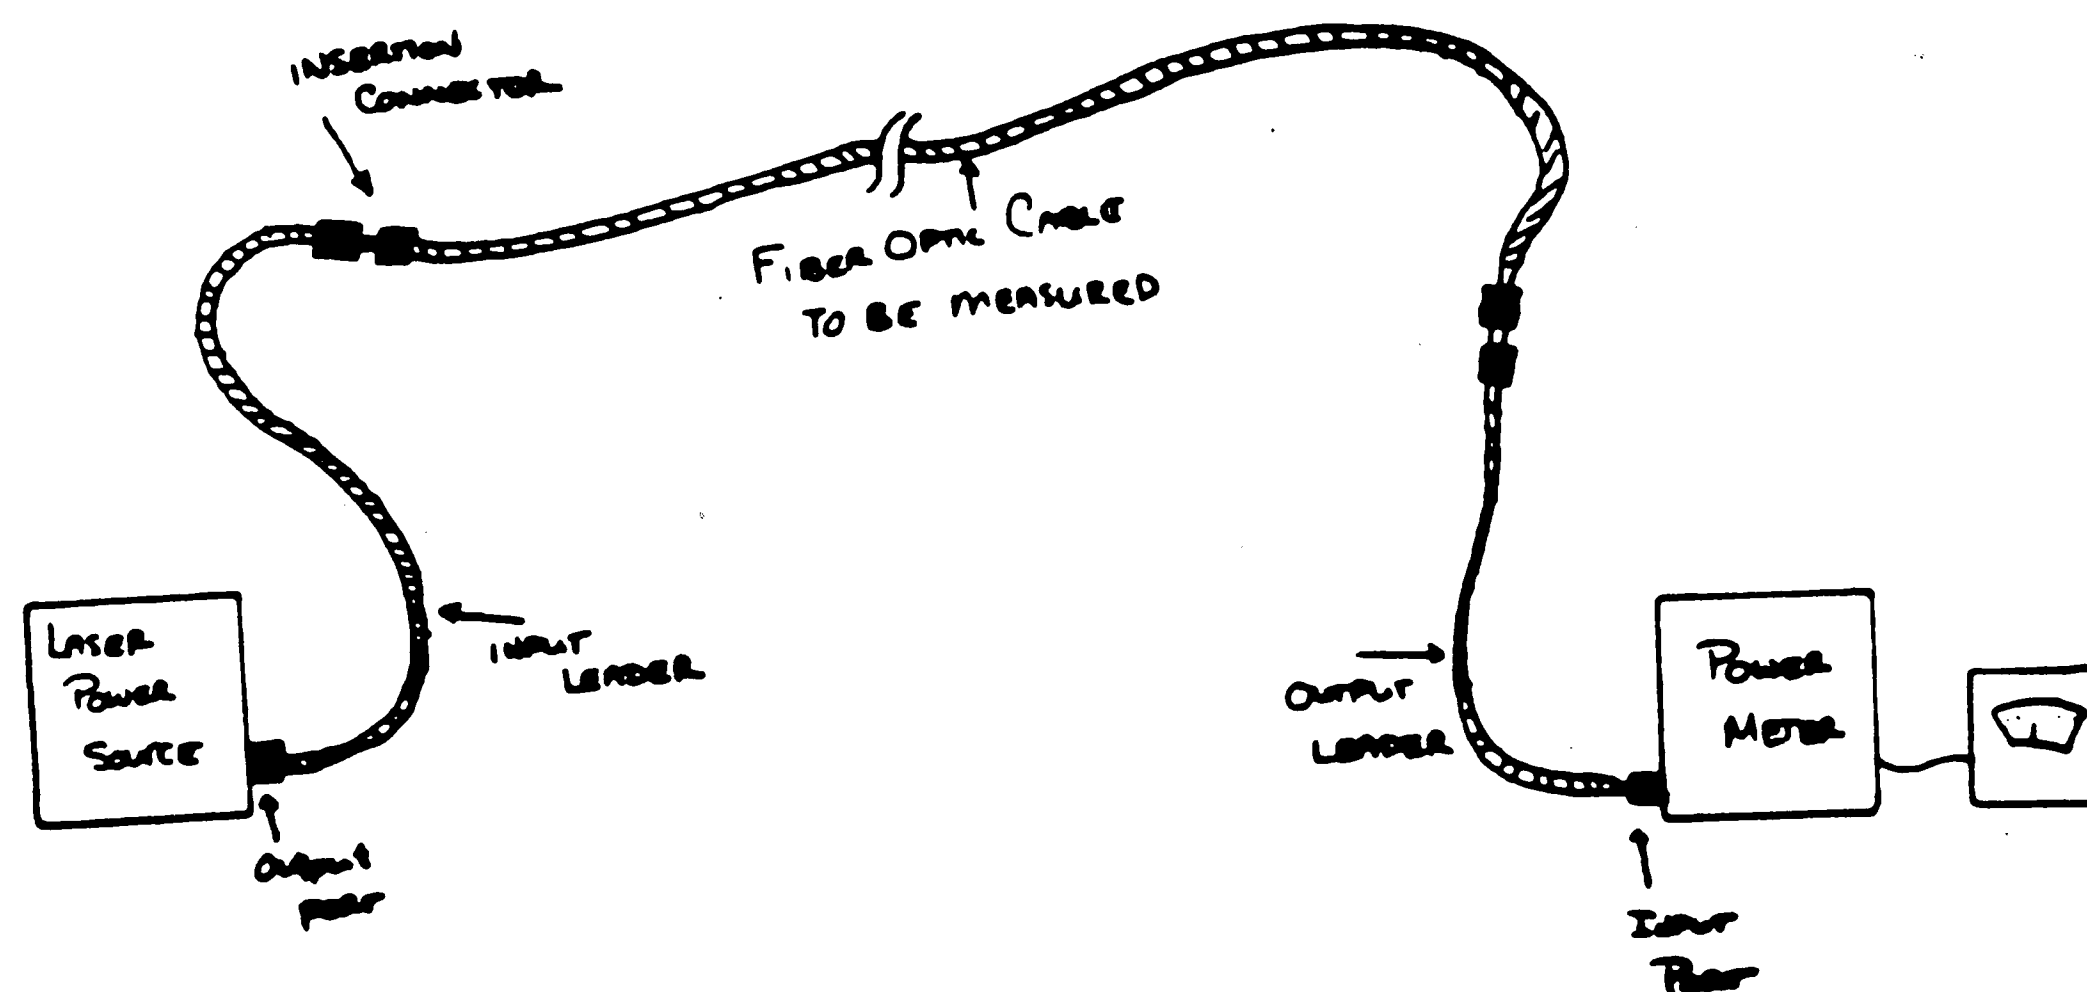 INSERTION
CONNECTOR
FIBER OPTIC CABLE
TO BE MEASURED
LASER
POWER
SOURCE
INPUT
LEADER
OUTPUT
PORT
OUTPUT
LEADER
POWER
METER
INPUT
PORT